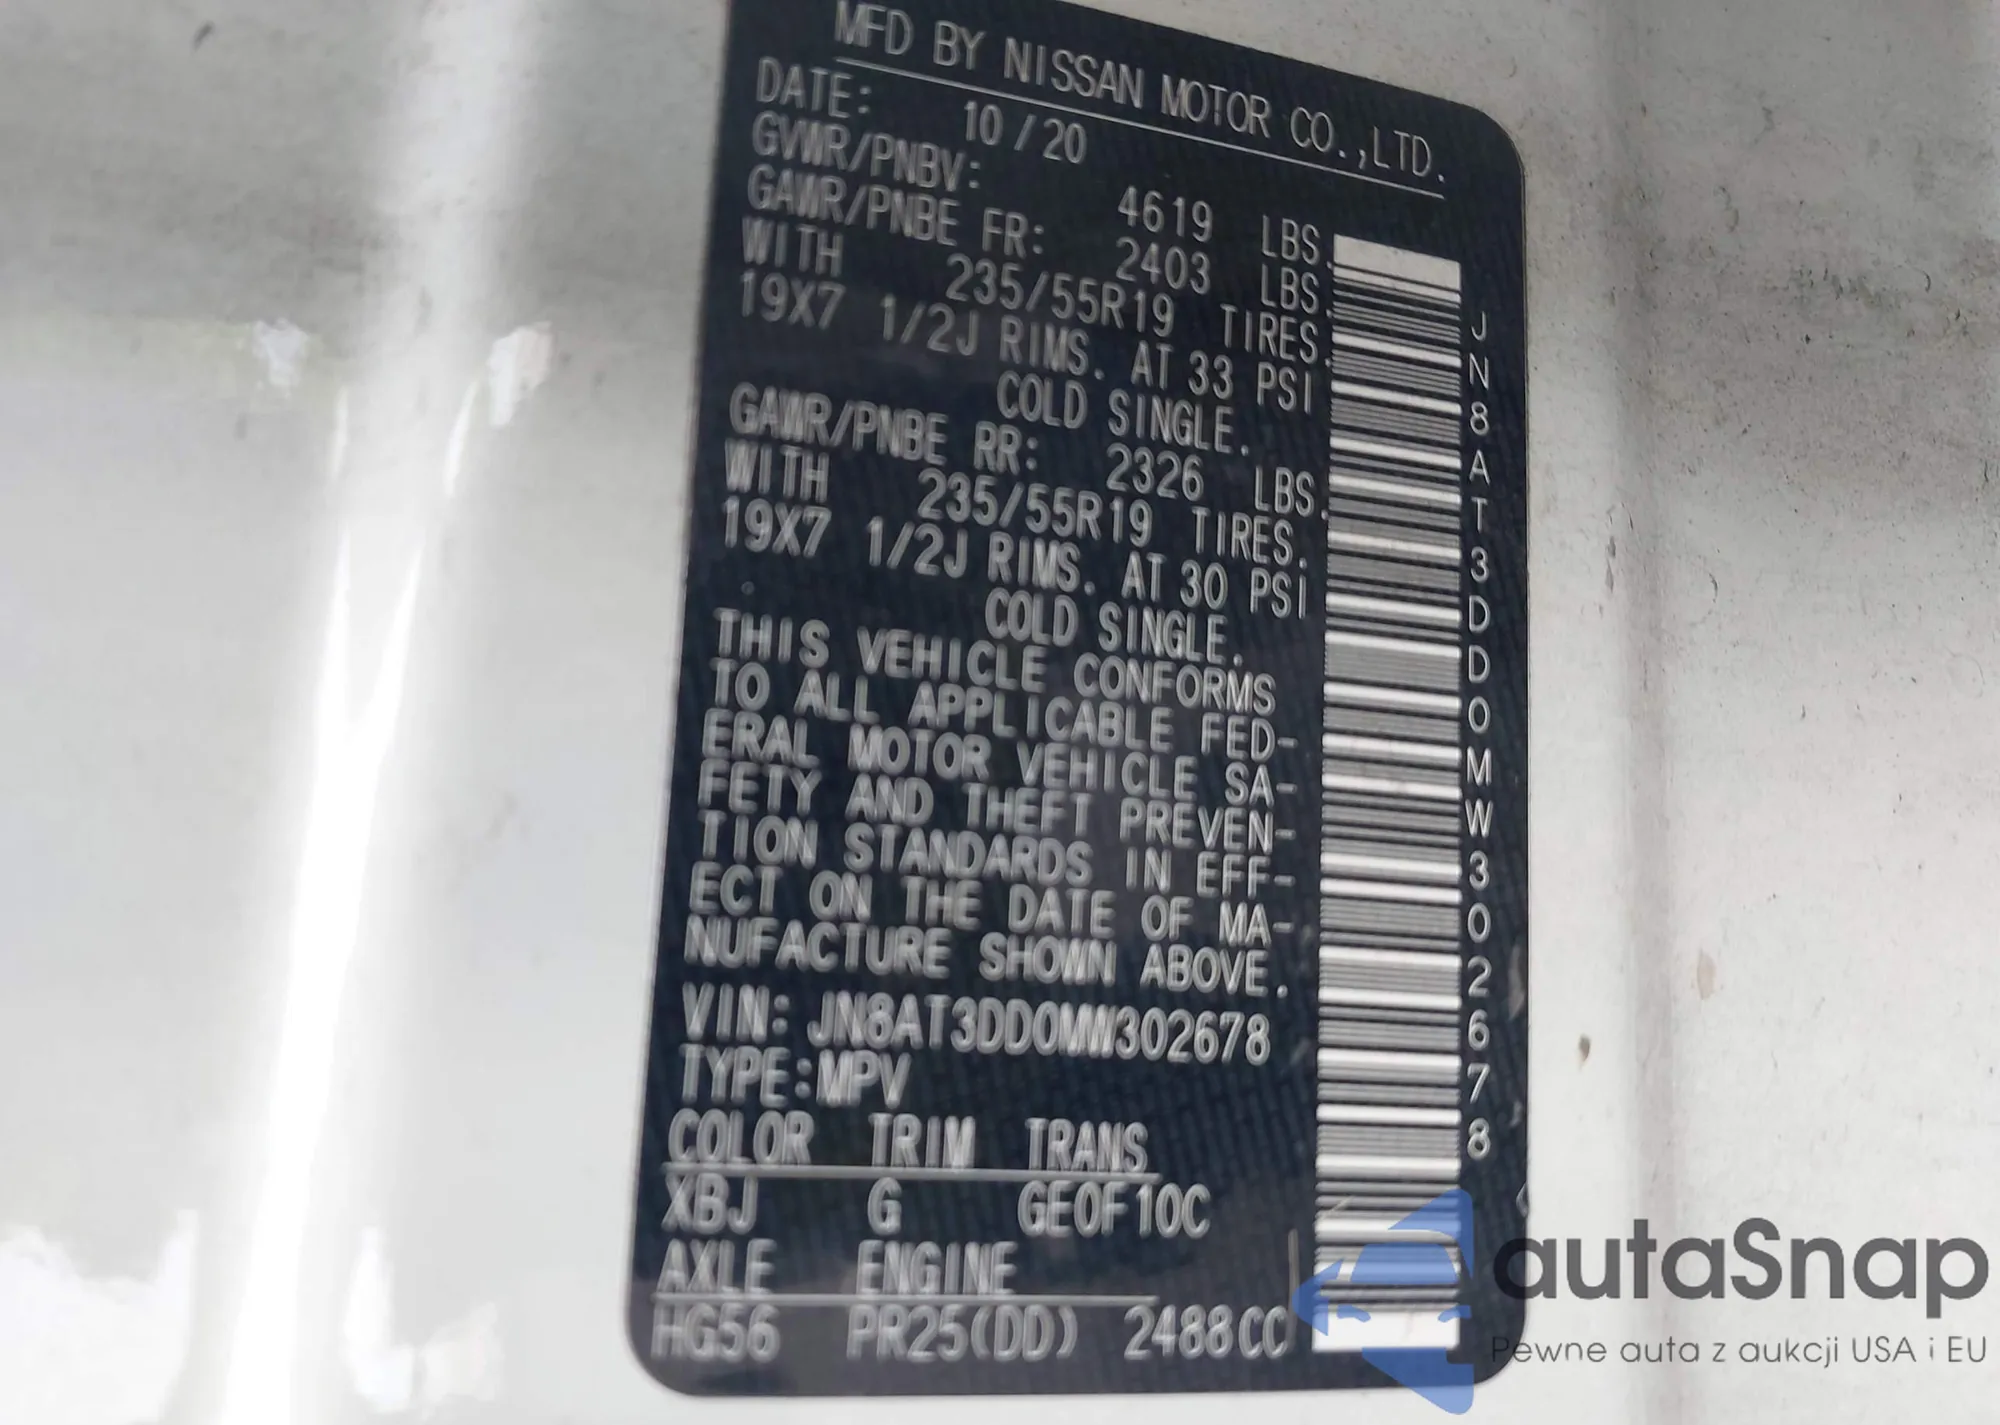 MFD BY NISSAN MOTOR CO.,LTD.
DATE: 10 / 20
GVWR/PNBV: 4619 LBS.
GAWR/PNBE FR: 2403 LBS.
WITH 235/55R19 TIRES.
19X7 1/2J RIMS. AT 33 PSI
COLD SINGLE.
GAWR/PNBE RR: 2326 LBS.
WITH 235/55R19 TIRES.
19X7 1/2J RIMS. AT 30 PSI
COLD SINGLE.
THIS VEHICLE CONFORMS
TO ALL APPLICABLE FED-
ERAL MOTOR VEHICLE SA-
FETY AND THEFT PREVEN-
TION STANDARDS IN EFF-
ECT ON THE DATE OF MA-
NUFACTURE SHOWN ABOVE.
VIN: JN8AT3DD0MW302678
TYPE:MPV
COLOR TRIM TRANS
XBJ G GE0F10C
AXLE ENGINE
HG56 PR25(DD) 2488CC
JN8AT3DD0MW302678
autaSnap
Pewne auta z aukcji USA i EU